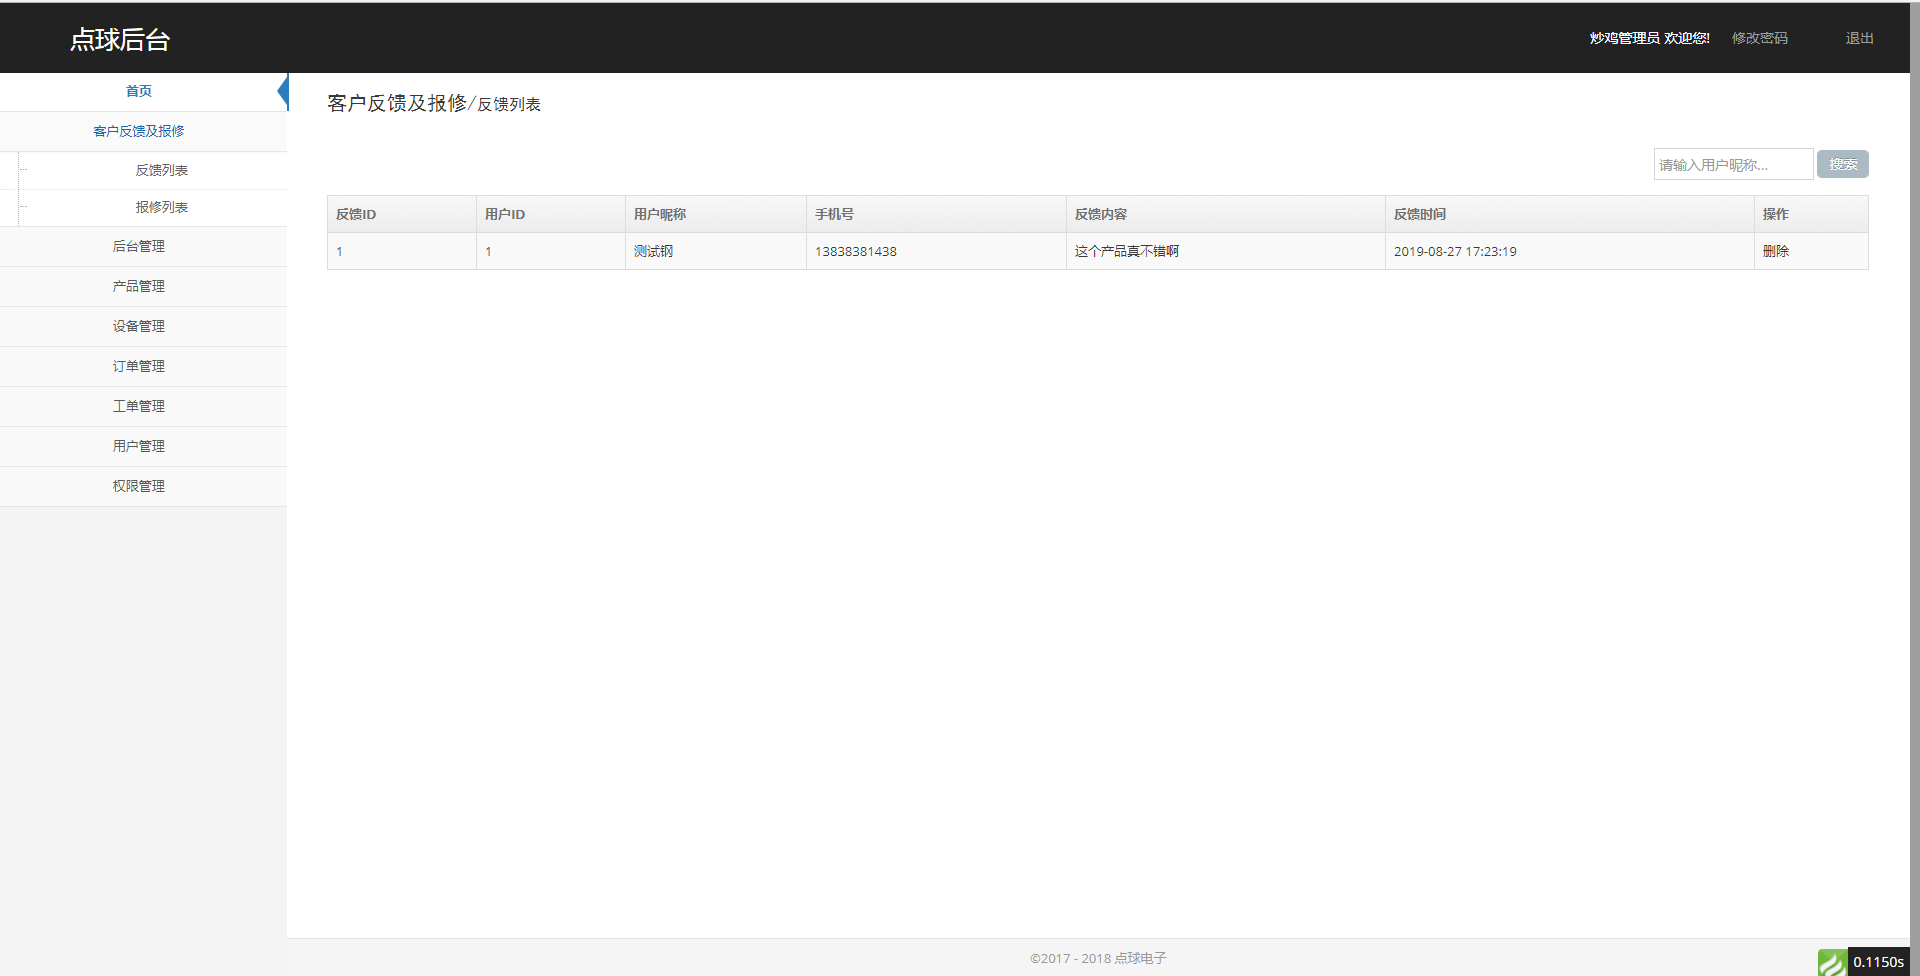 点球后台
炒鸡管理员 欢迎您! 修改密码 退出
首页
客户反馈及报修
反馈列表
报修列表
后台管理
产品管理
设备管理
订单管理
工单管理
用户管理
权限管理
客户反馈及报修/反馈列表
请输入用户昵称... 搜索
反馈ID 用户ID 用户昵称 手机号 反馈内容 反馈时间 操作
1 1 测试钢 13838381438 这个产品真不错啊 2019-08-27 17:23:19 删除
©2017 - 2018 点球电子
0.1150s